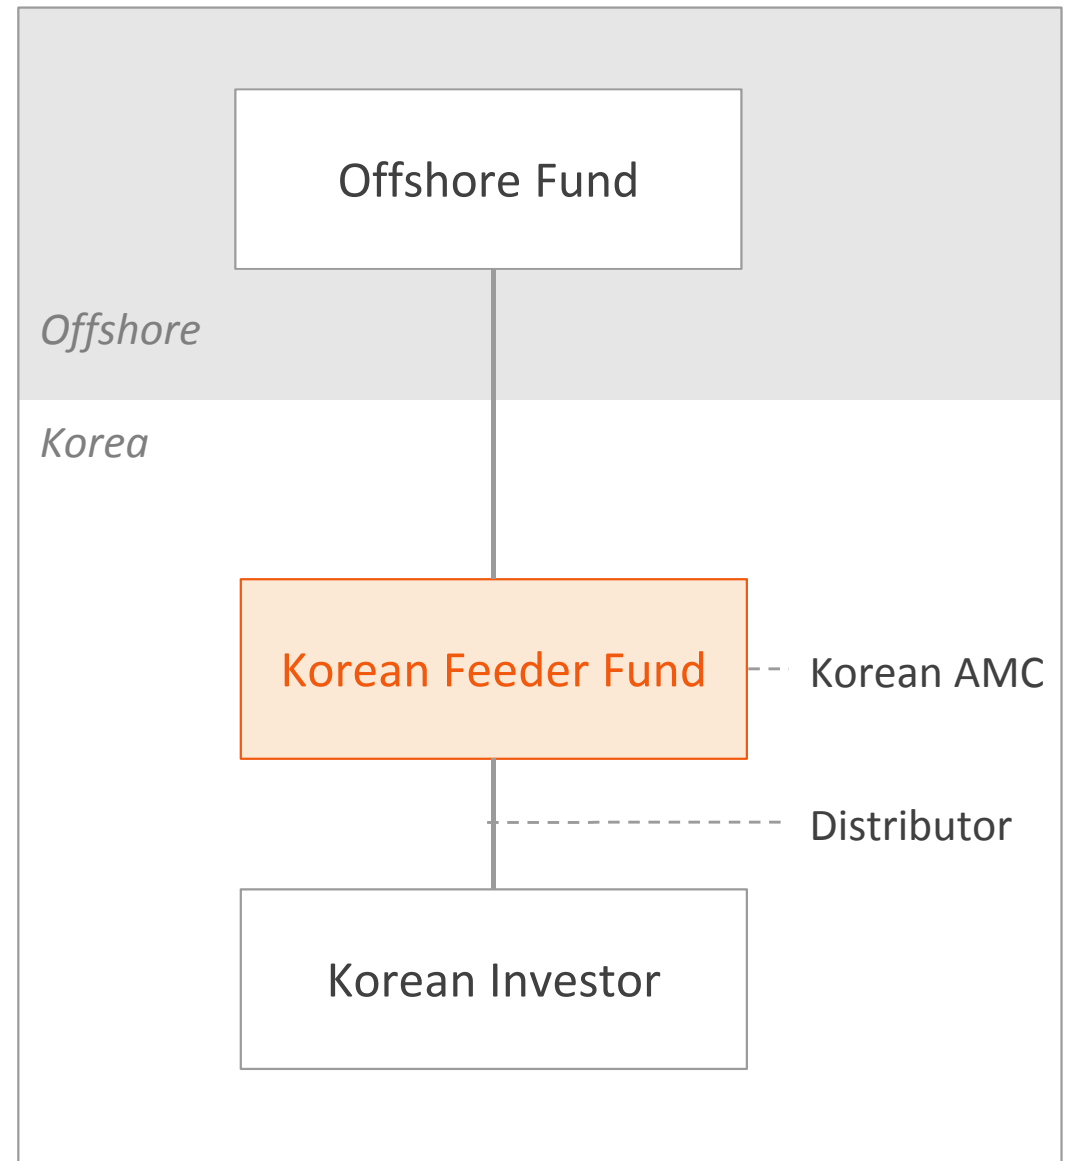 Offshore Fund
Offshore
Korea
Korean Feeder Fund
Korean AMC
Distributor
Korean Investor